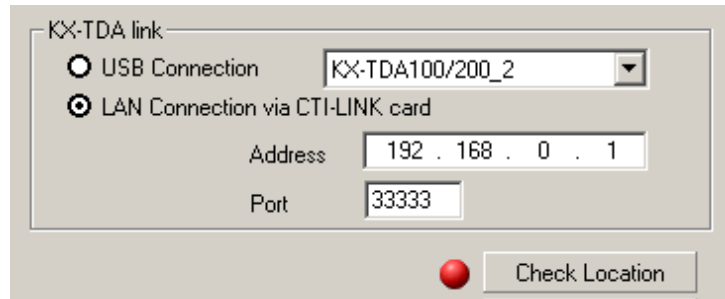 KX-TDA link
USB Connection KX-TDA100/200_2
LAN Connection via CTI-LINK card
Address 192 . 168 . 0 . 1
Port 33333
Check Location